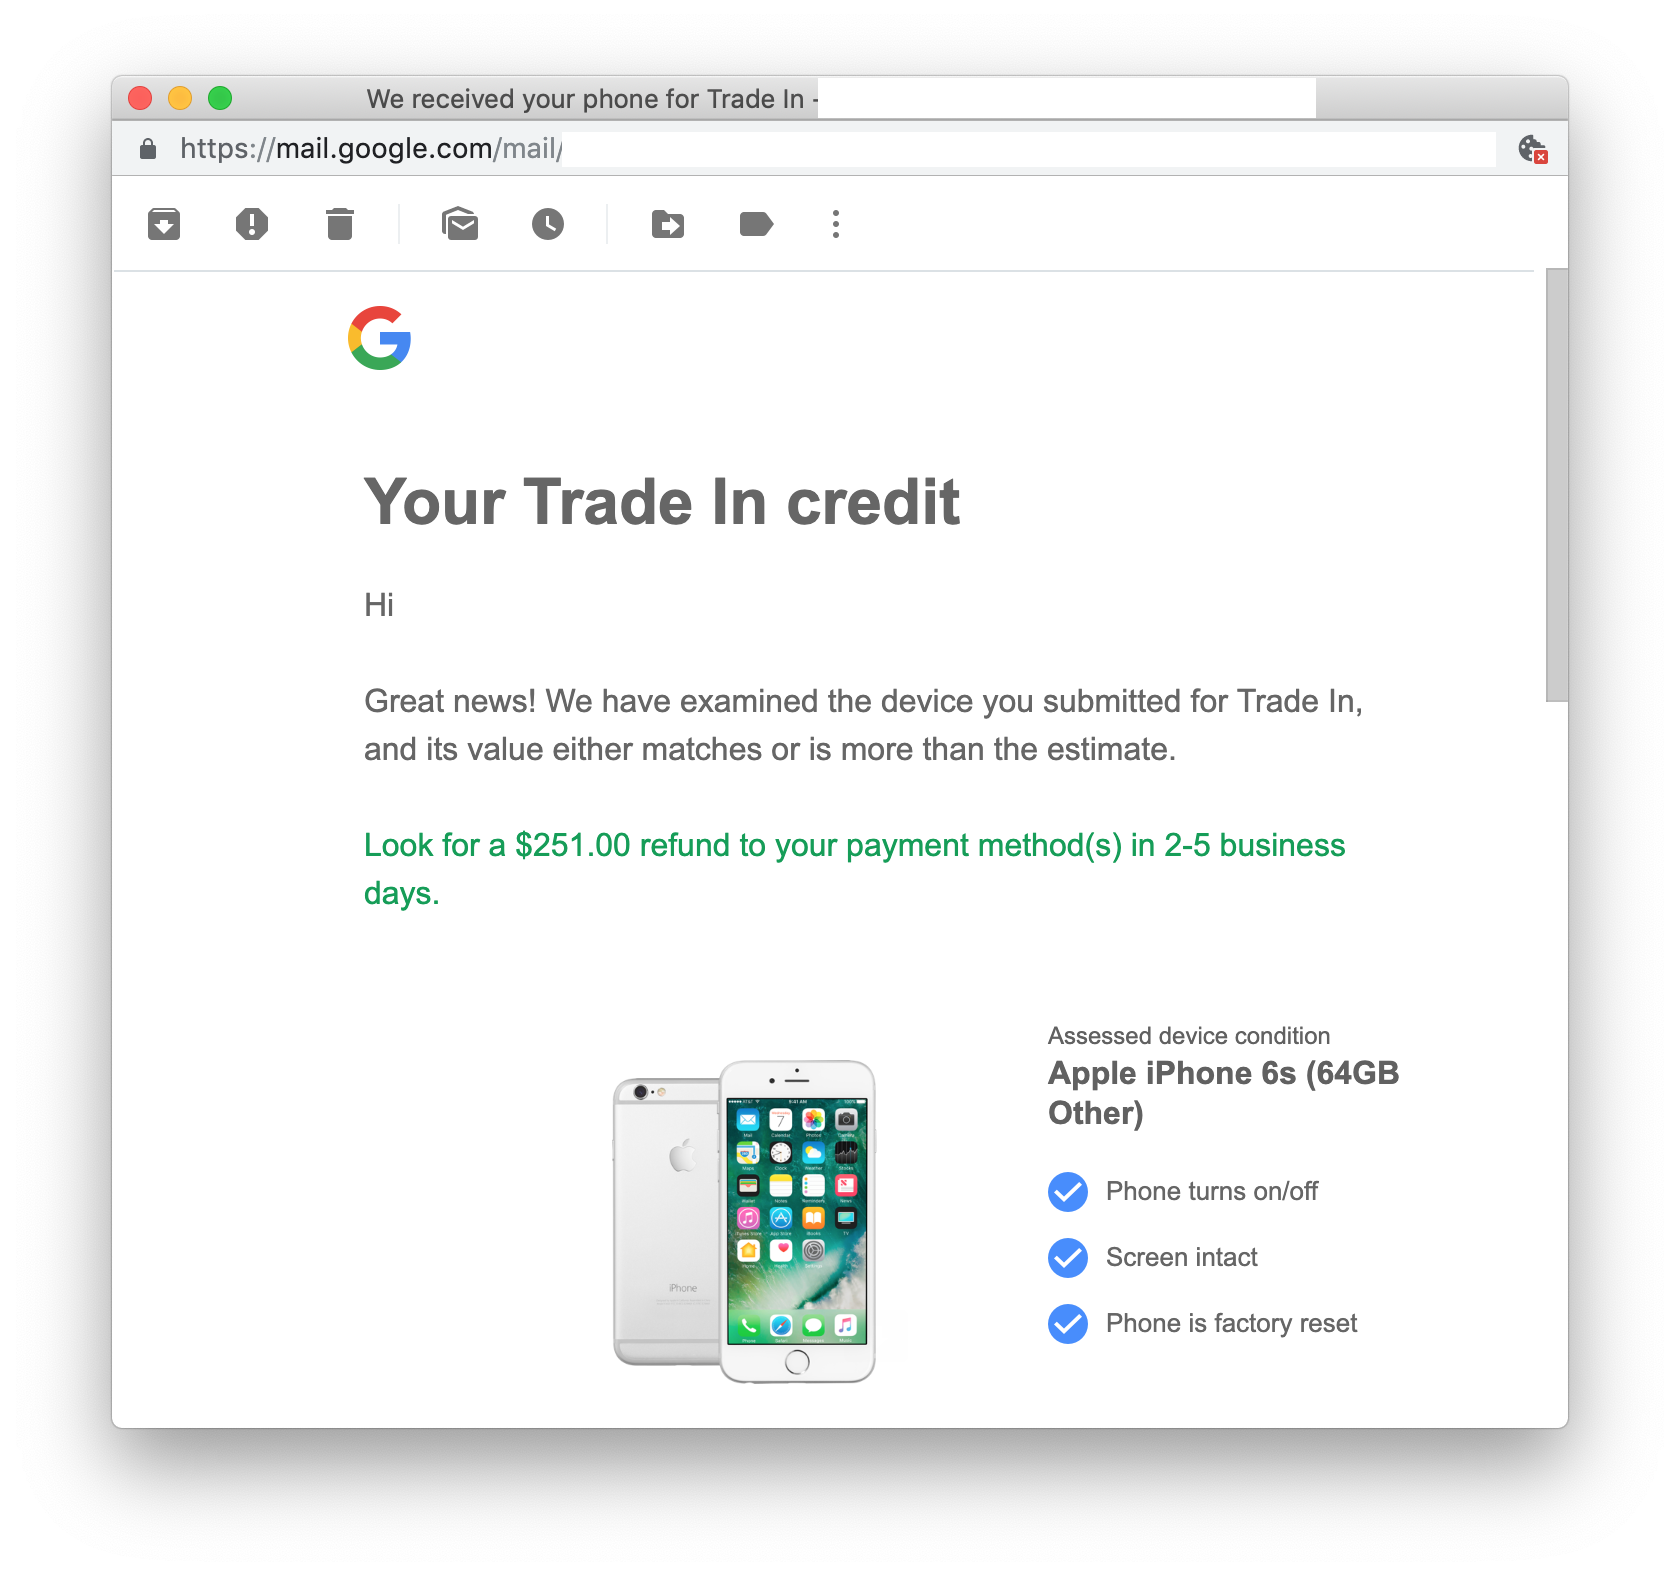 We received your phone for Trade In -
https://mail.google.com/mail/
Your Trade In credit
Hi
Great news! We have examined the device you submitted for Trade In,
and its value either matches or is more than the estimate.
Look for a $251.00 refund to your payment method(s) in 2-5 business
days.
Assessed device condition
Apple iPhone 6s (64GB
Other)
Phone turns on/off
Screen intact
Phone is factory reset
iPhone